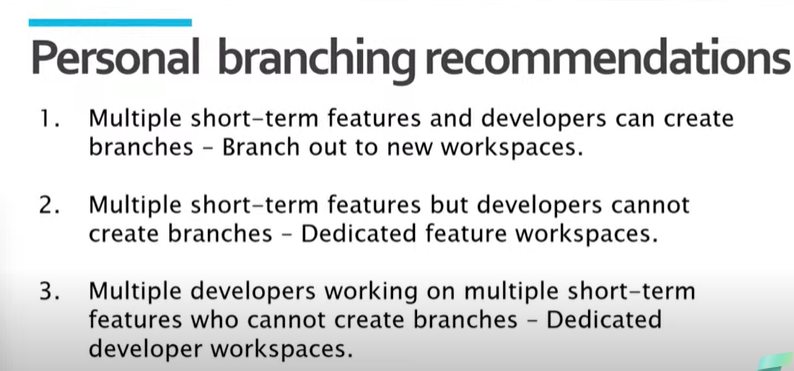 Personal branching recommendations
1. Multiple short-term features and developers can create
branches - Branch out to new workspaces.
2. Multiple short-term features but developers cannot
create branches - Dedicated feature workspaces.
3. Multiple developers working on multiple short-term
features who cannot create branches - Dedicated
developer workspaces.